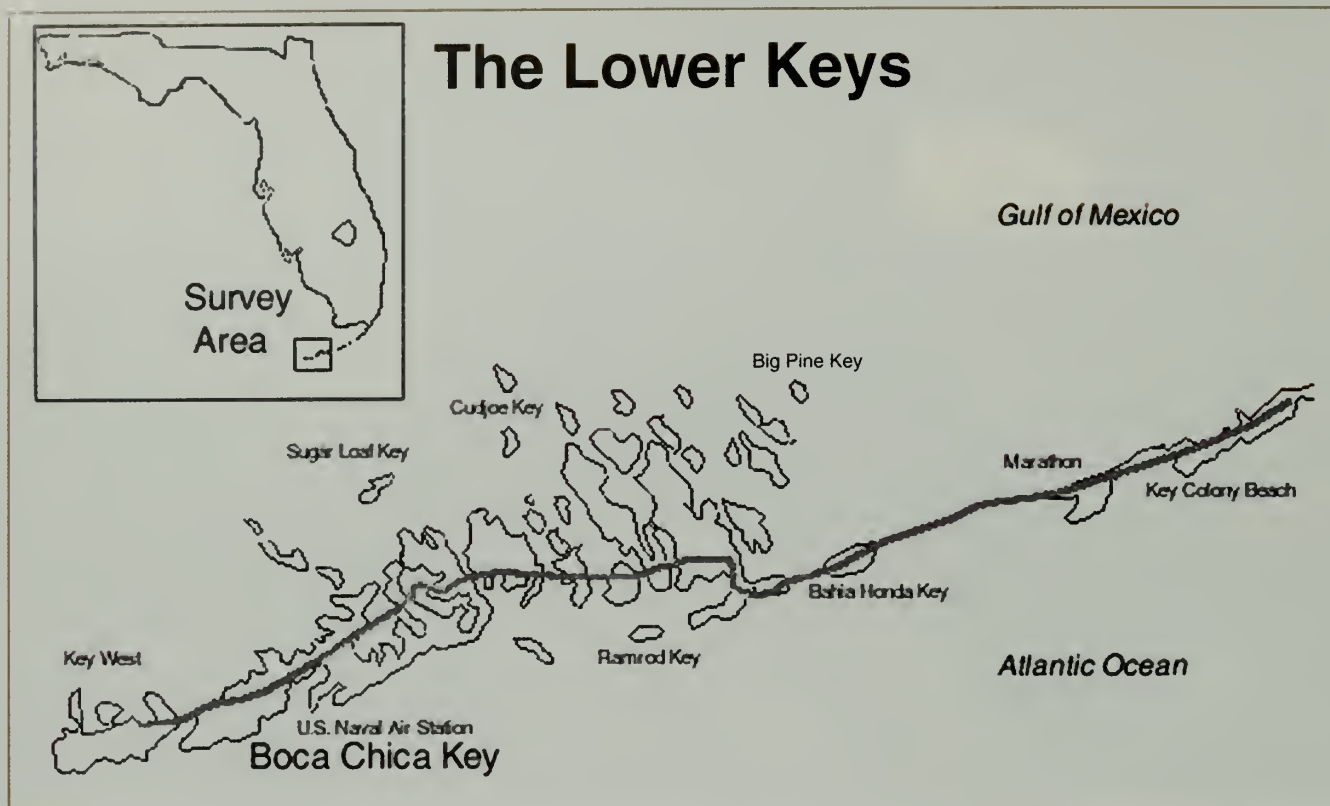 The Lower Keys
Gulf of Mexico
Survey
Area
Big Pine Key
Cudjoe Key
Sugar Loaf Key
Marathon
Key Colony Beach
Bahia Honda Key
Key West
Ramrod Key
Atlantic Ocean
U.S. Naval Air Station
Boca Chica Key